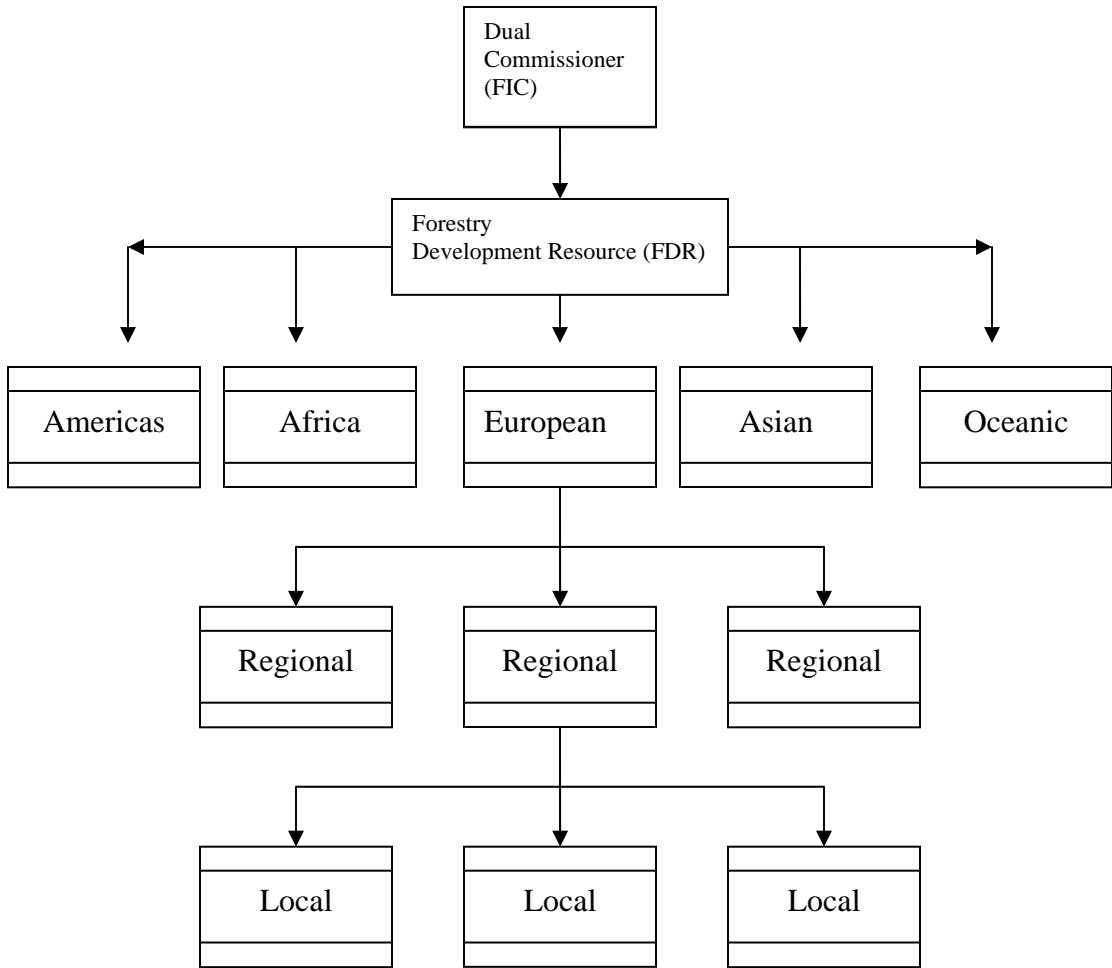 Dual
Commissioner
(FIC)
Forestry
Development Resource (FDR)
Americas
Africa
European
Asian
Oceanic
Regional
Regional
Regional
Local
Local
Local